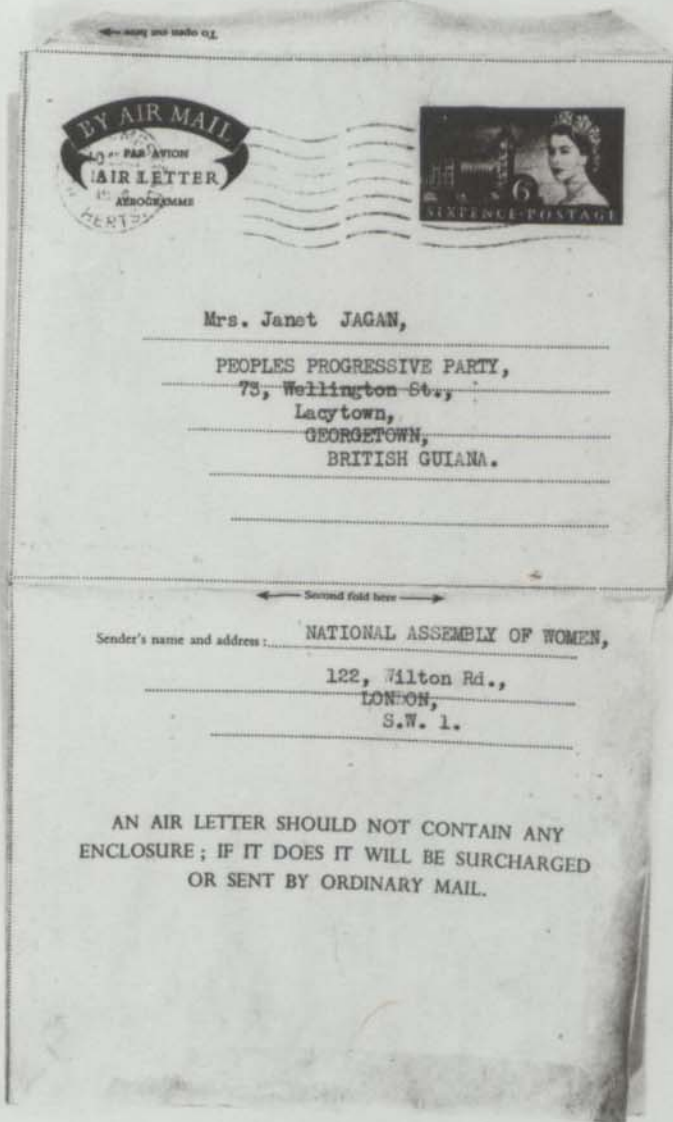 To open cut here
BY AIR MAIL
PAR AVION
AIR LETTER
AEROGRAMME
HERTS
6
SIXPENCE·POSTAGE
Mrs. Janet JAGAN,
PEOPLES PROGRESSIVE PARTY,
73, Wellington St.,
Lacytown,
GEORGETOWN,
BRITISH GUIANA.
Second fold here
Sender's name and address: NATIONAL ASSEMBLY OF WOMEN,
122, Wilton Rd.,
LONDON,
S.W. 1.
AN AIR LETTER SHOULD NOT CONTAIN ANY
ENCLOSURE; IF IT DOES IT WILL BE SURCHARGED
OR SENT BY ORDINARY MAIL.